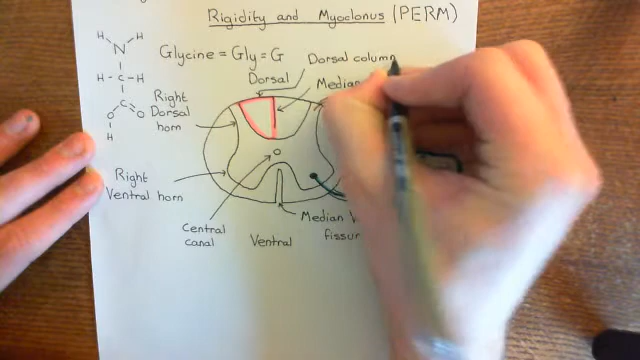 Rigidity and Myoclonus (PERM)
Glycine = Gly = G
Dorsal column
Dorsal
Median
Right
Dorsal
horn
Right
Ventral horn
Central
canal
Ventral
Median
H
H
N
H - C - H
C
O
O
H